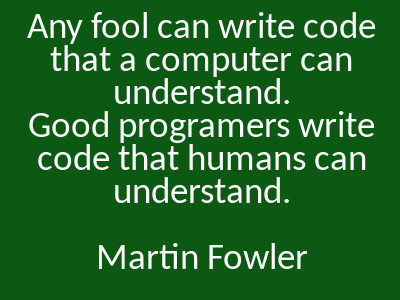 Any fool can write code
that a computer can
understand.
Good programers write
code that humans can
understand.
Martin Fowler